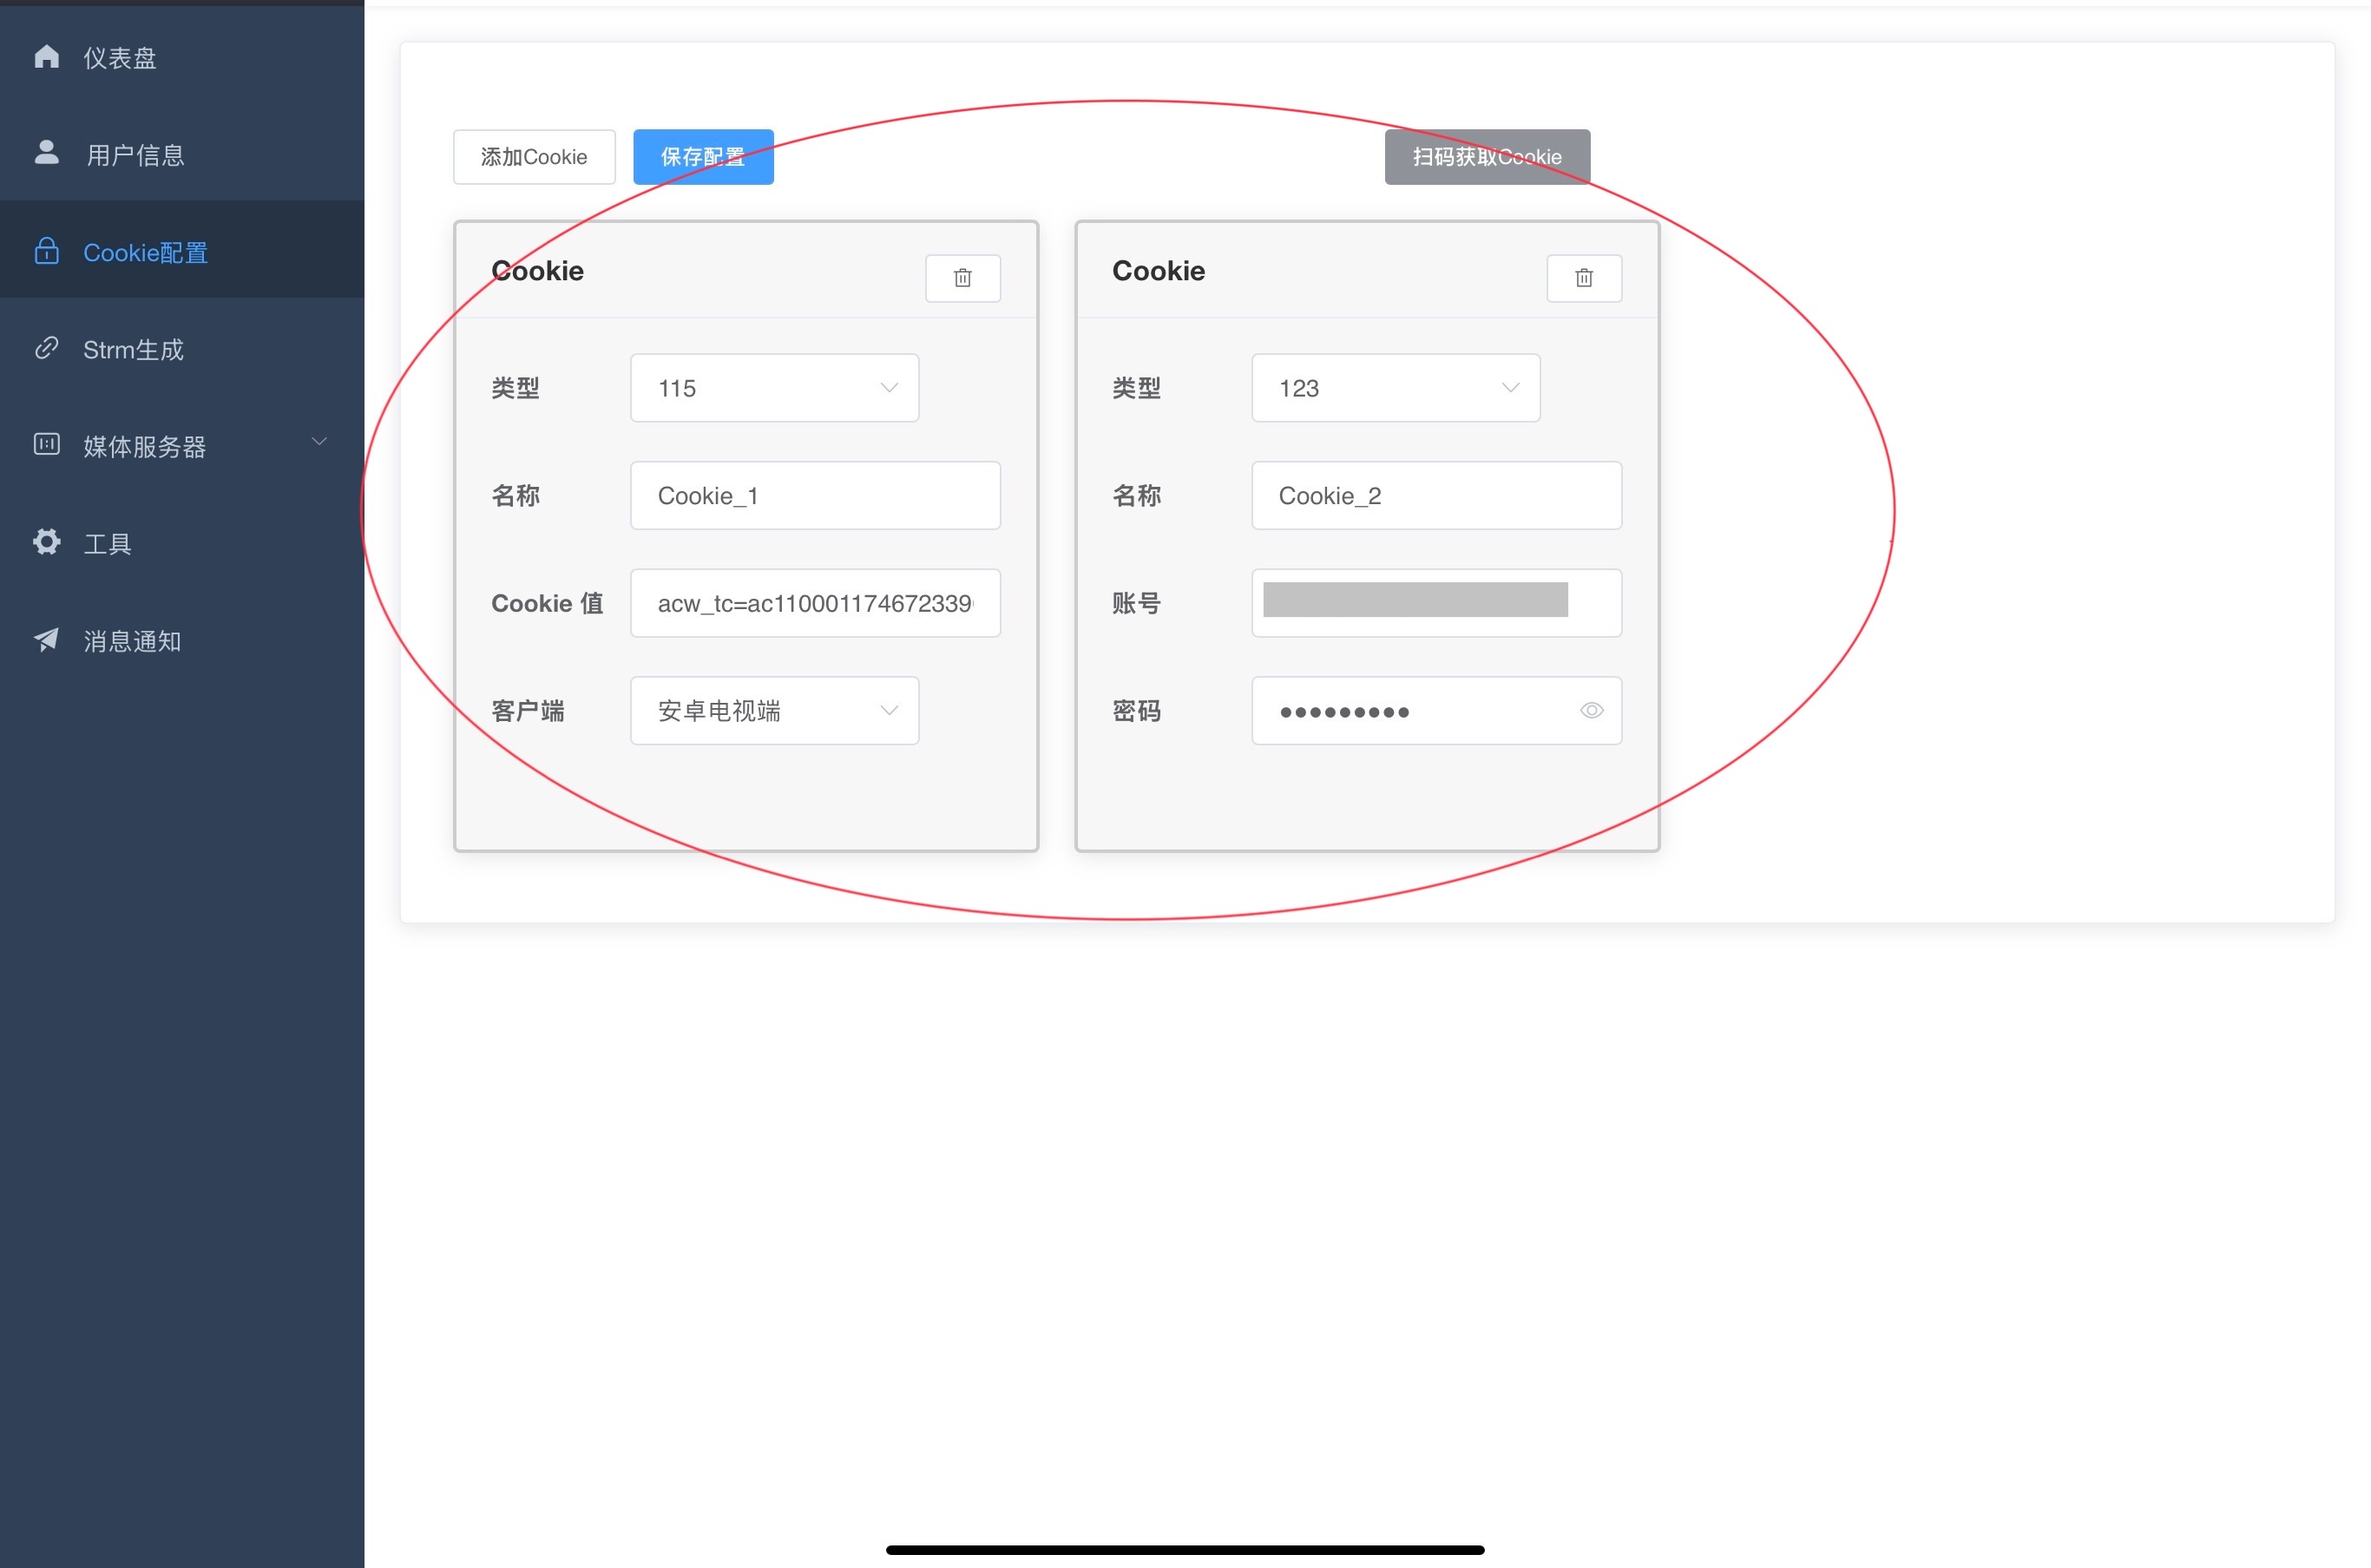 仪表盘
用户信息
Cookie配置
Strm生成
媒体服务器
工具
消息通知
添加Cookie
保存配置
扫码获取Cookie
Cookie
类型
115
名称
Cookie_1
Cookie 值
acw_tc=ac110001174672339
客户端
安卓电视端
Cookie
类型
123
名称
Cookie_2
账号
密码